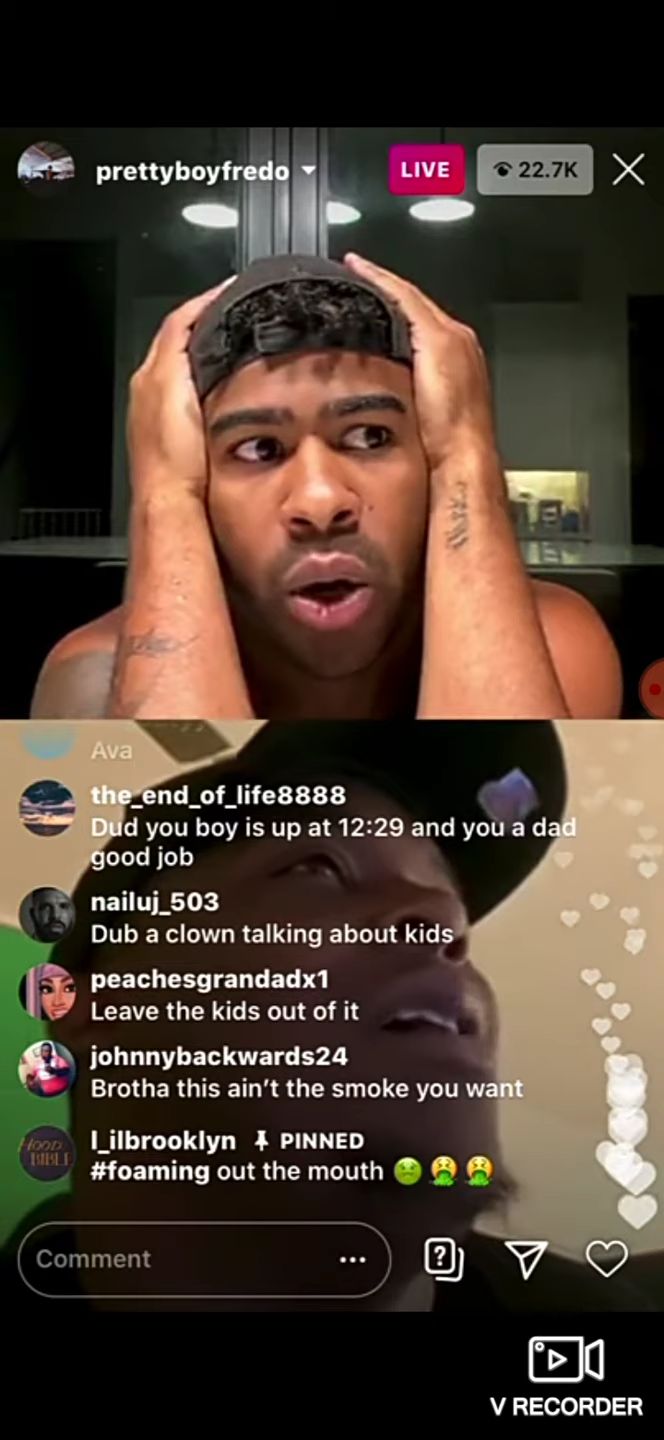 prettyboyfredo
LIVE
22.7K
Ava
the_end_of_life8888
Dud you boy is up at 12:29 and you a dad
good job
nailuj_503
Dub a clown talking about kids
peachesgrandadx1
Leave the kids out of it
johnnybackwards24
Brotha this ain't the smoke you want
HOOD
BIBLE
l_ilbrooklyn PINNED
#foaming out the mouth 🤢🤮🤮
Comment
V RECORDER